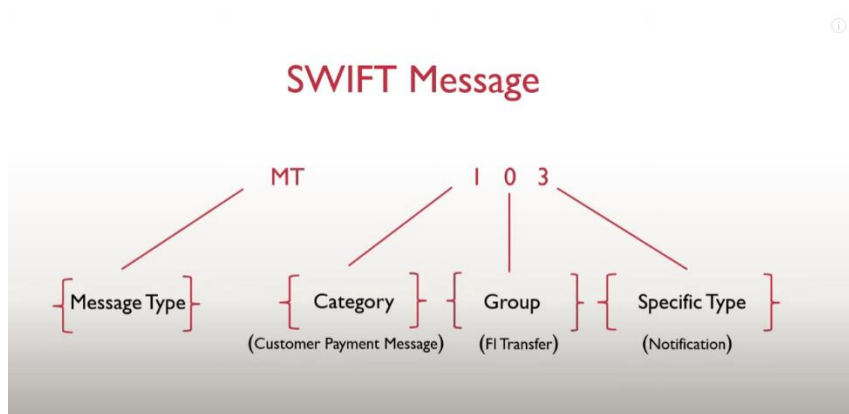 SWIFT Message
MT 1 0 3
Message Type Category Group Specific Type
(Customer Payment Message) (FI Transfer) (Notification)